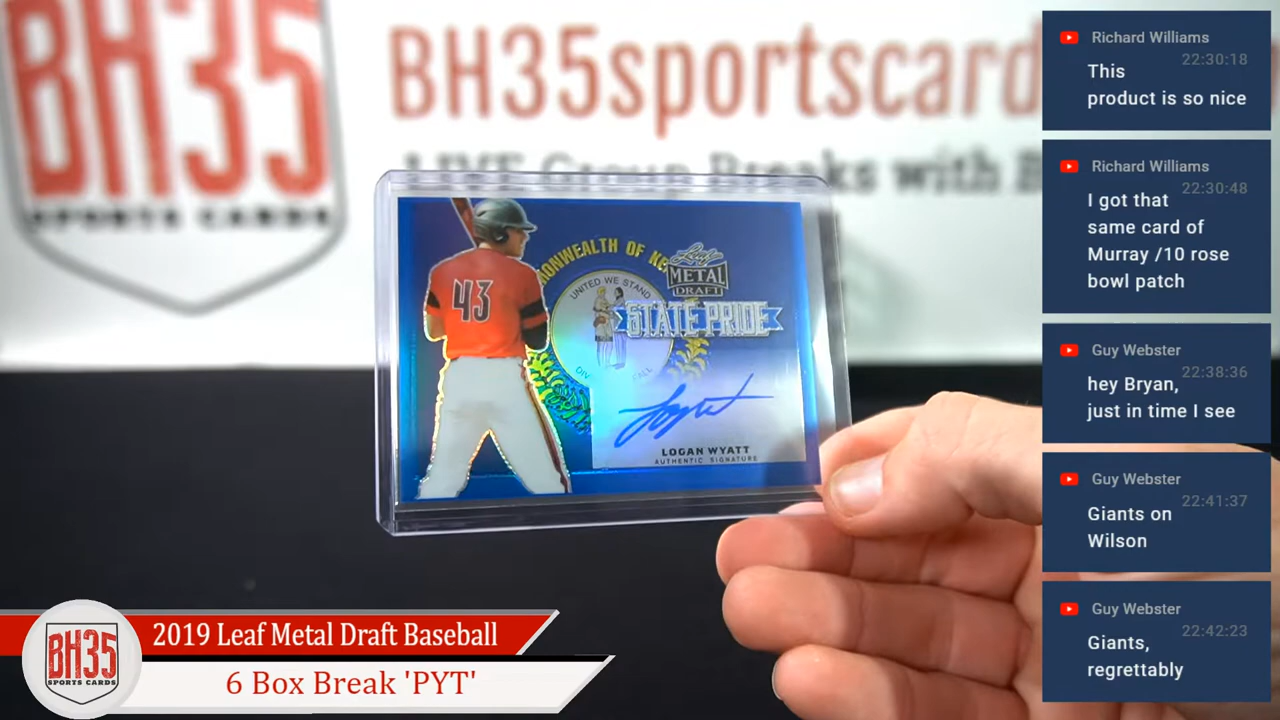 BH35
SPORTS CARDS
BH35sportscard
LIVE Group Breaks with B
43
UNITED WE STAND
Leaf
METAL
DRAFT
STATE PRIDE
LOGAN WYATT
AUTHENTIC SIGNATURE
BH35
SPORTS CARDS
2019 Leaf Metal Draft Baseball
6 Box Break 'PYT'
Richard Williams
22:30:18
This
product is so nice
Richard Williams
22:30:48
I got that
same card of
Murray /10 rose
bowl patch
Guy Webster
22:38:36
hey Bryan,
just in time I see
Guy Webster
22:41:37
Giants on
Wilson
Guy Webster
22:42:23
Giants,
regrettably